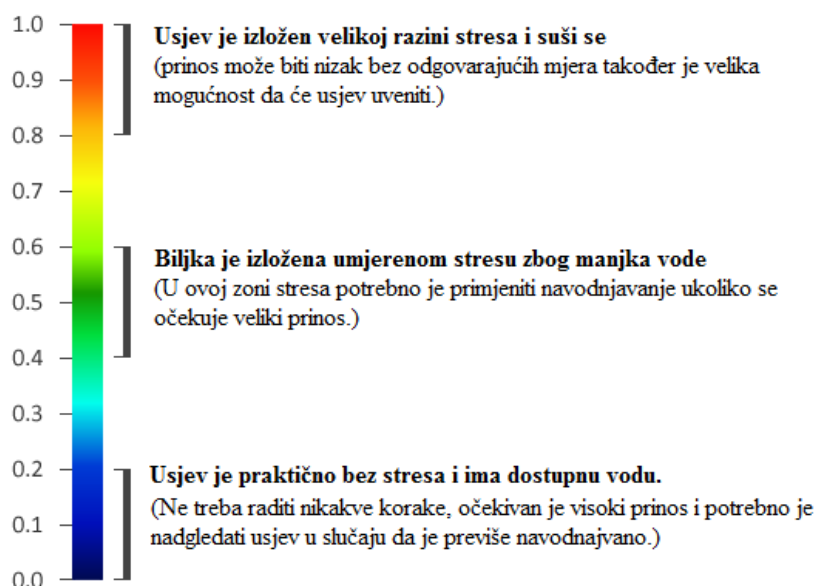 1.0
Usjev je izložen velikoj razini stresa i suši se
(prinos može biti nizak bez odgovarajućih mjera također je velika
0.9
mogućnost da će usjev uveniti.)
0.8
0.7
0.6
Biljka je izložena umjerenom stresu zbog manjka vode
(U ovoj zoni stresa potrebno je primjeniti navodnjavanje ukoliko se
0.5
očekuje veliki prinos.)
0.4
0.3
0.2
Usjev je praktično bez stresa i ima dostupnu vodu.
(Ne treba raditi nikakve korake, očekivan je visoki prinos i potrebno je
0.1
nadgledati usjev u slučaju da je previše navodnajvano.)
0.0